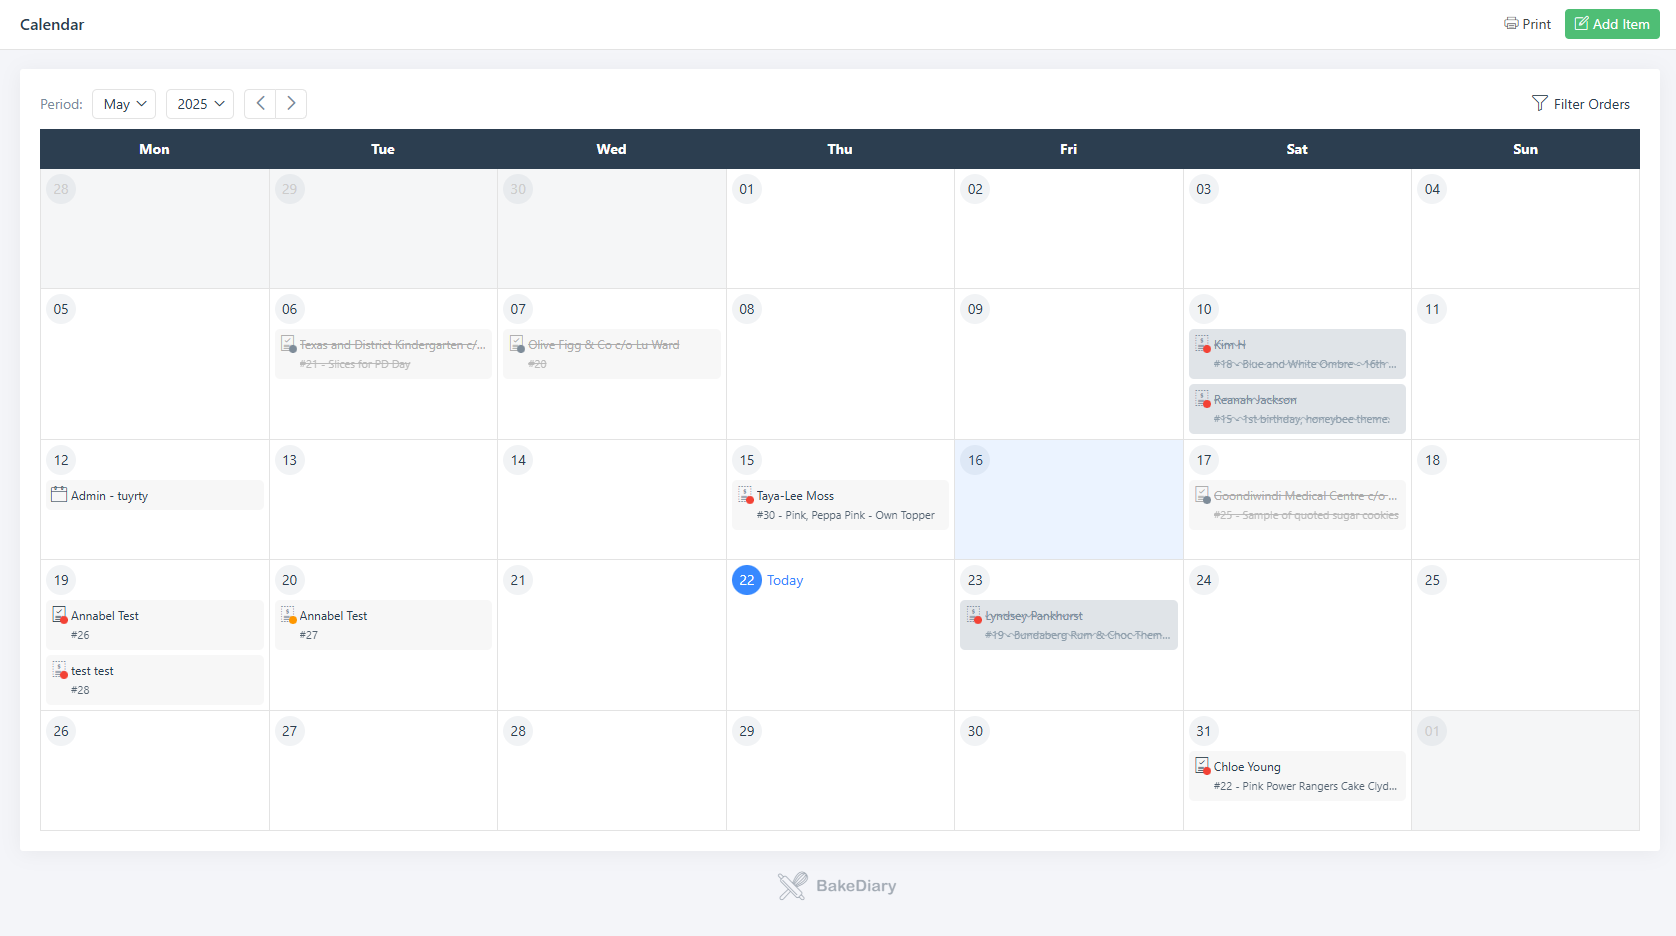 Calendar
Print
Add Item
Period:
May
2025
Filter Orders
Mon Tue Wed Thu Fri Sat Sun
28 29 30 01 02 03 04
05 06 07 08 09 10 11
Texas and District Kindergarten c/...
#21 - Slices for PD Day
Olive Figg & Co c/o Lu Ward
#20
Kim H
#18 - Blue and White Ombre - 16th ...
Reanah Jackson
#15 - 1st birthday, honeybee theme.
12 13 14 15 16 17 18
Admin - tuyrty
Taya-Lee Moss
#30 - Pink, Peppa Pink - Own Topper
Goondiwindi Medical Centre c/o ...
#25 - Sample of quoted sugar cookies
19 20 21 22 Today 23 24 25
Annabel Test
#26
test test
#28
Annabel Test
#27
Lyndsey Pankhurst
#19 - Bundaberg Rum & Choc Them...
26 27 28 29 30 31 01
Chloe Young
#22 - Pink Power Rangers Cake Clyd...
BakeDiary